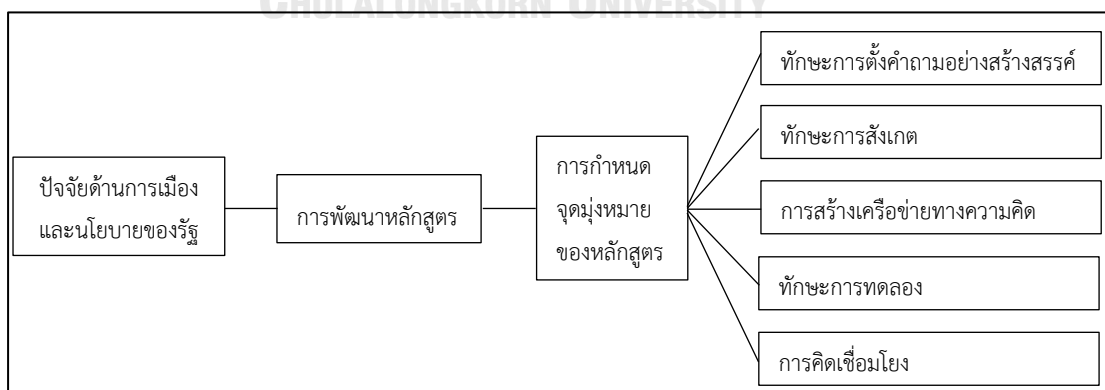 CHULALONGKORN UNIVERSITY
ปัจจัยด้านการเมือง
และนโยบายของรัฐ
การพัฒนาหลักสูตร
การกำหนด
จุดมุ่งหมาย
ของหลักสูตร
ทักษะการตั้งคำถามอย่างสร้างสรรค์
ทักษะการสังเกต
การสร้างเครือข่ายทางความคิด
ทักษะการทดลอง
การคิดเชื่อมโยง